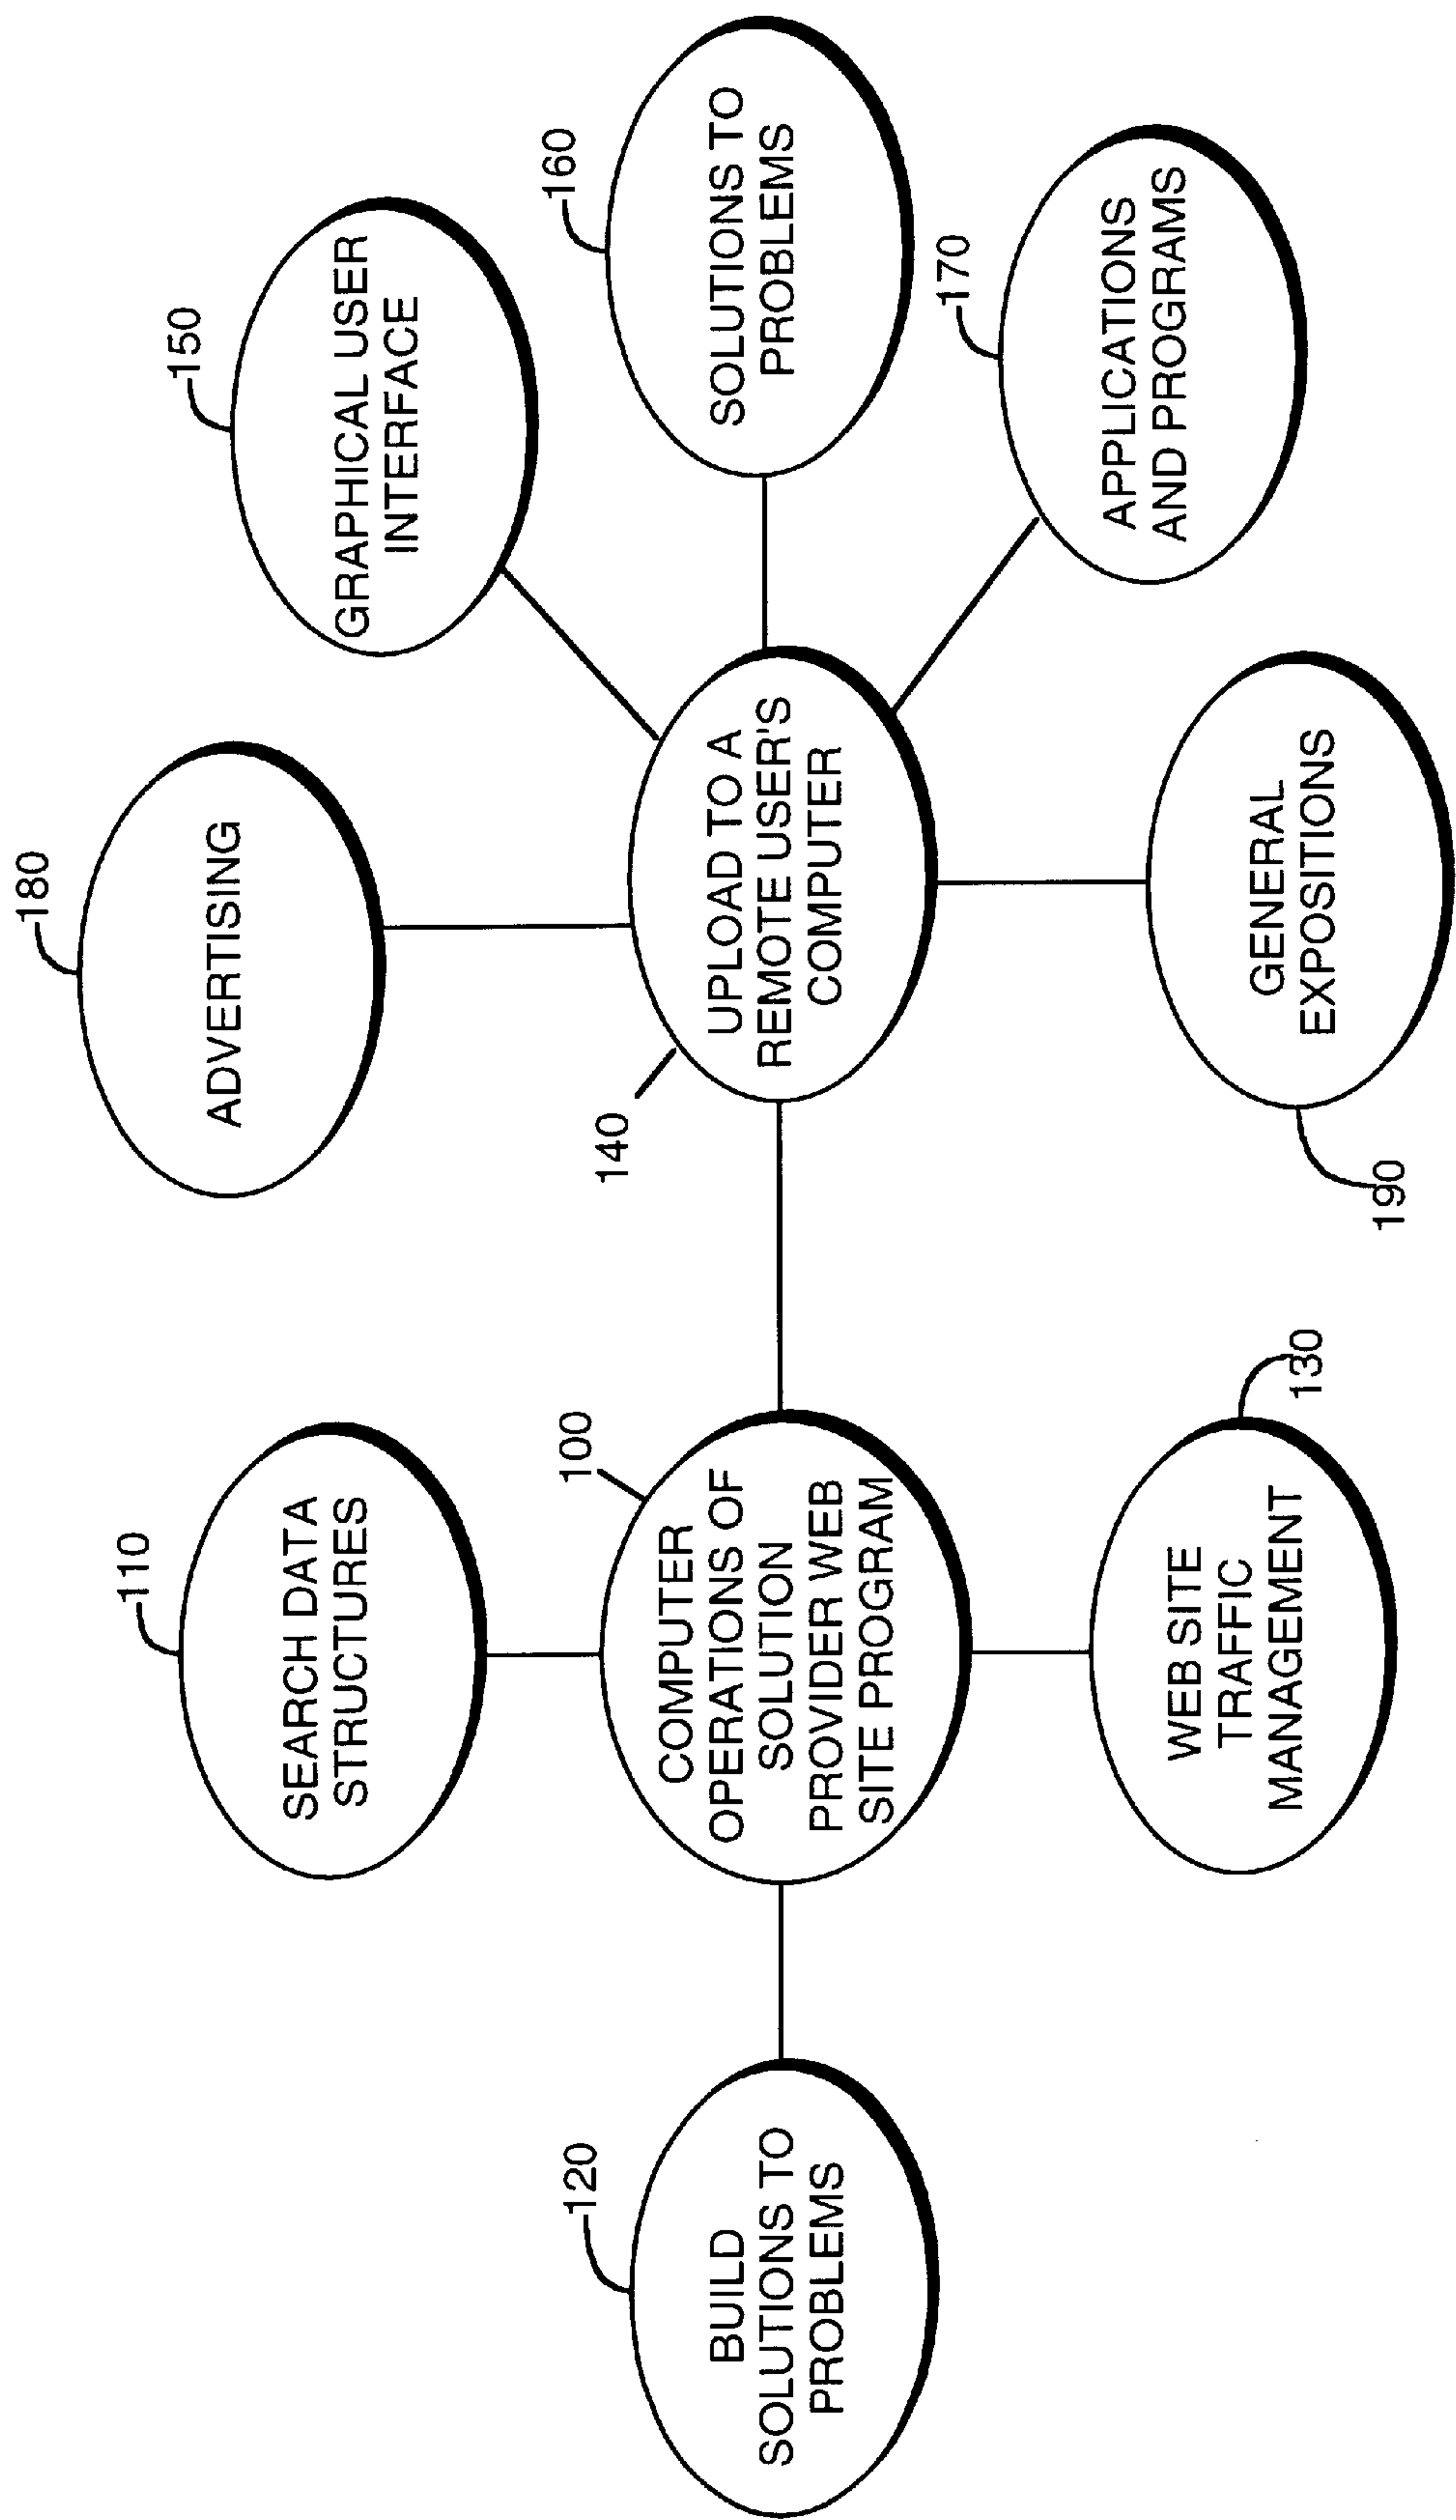 180
ADVERTISING
150
GRAPHICAL USER
INTERFACE
110
SEARCH DATA
STRUCTURES
160
SOLUTIONS TO
PROBLEMS
140
UPLOAD TO A
REMOTE USER'S
COMPUTER
100
COMPUTER
OPERATIONS OF
SOLUTION
PROVIDER WEB
SITE PROGRAM
120
BUILD
SOLUTIONS TO
PROBLEMS
170
APPLICATIONS
AND PROGRAMS
190
GENERAL
EXPOSITIONS
130
WEB SITE
TRAFFIC
MANAGEMENT